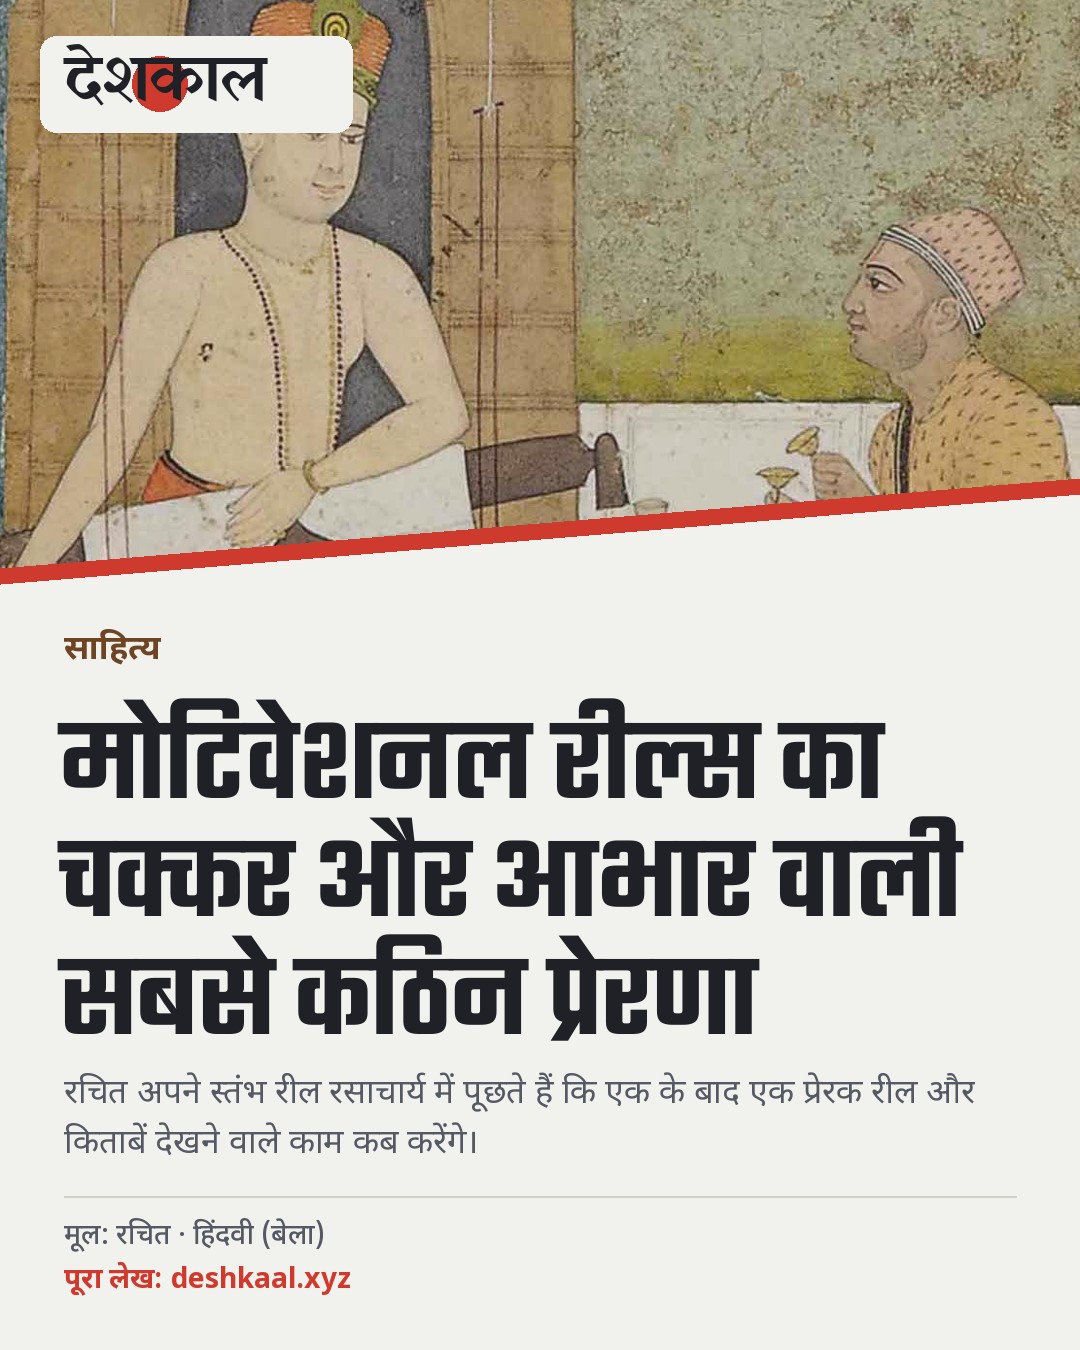 देशकाल
साहित्य
मोटिवेशनल रील्स का
चक्कर और आभार वाली
सबसे कठिन प्रेरणा
रचित अपने स्तंभ रील रसाचार्य में पूछते हैं कि एक के बाद एक प्रेरक रील और
किताबें देखने वाले काम कब करेंगे।
मूल: रचित · हिंदवी (बेला)
पूरा लेख: deshkaal.xyz